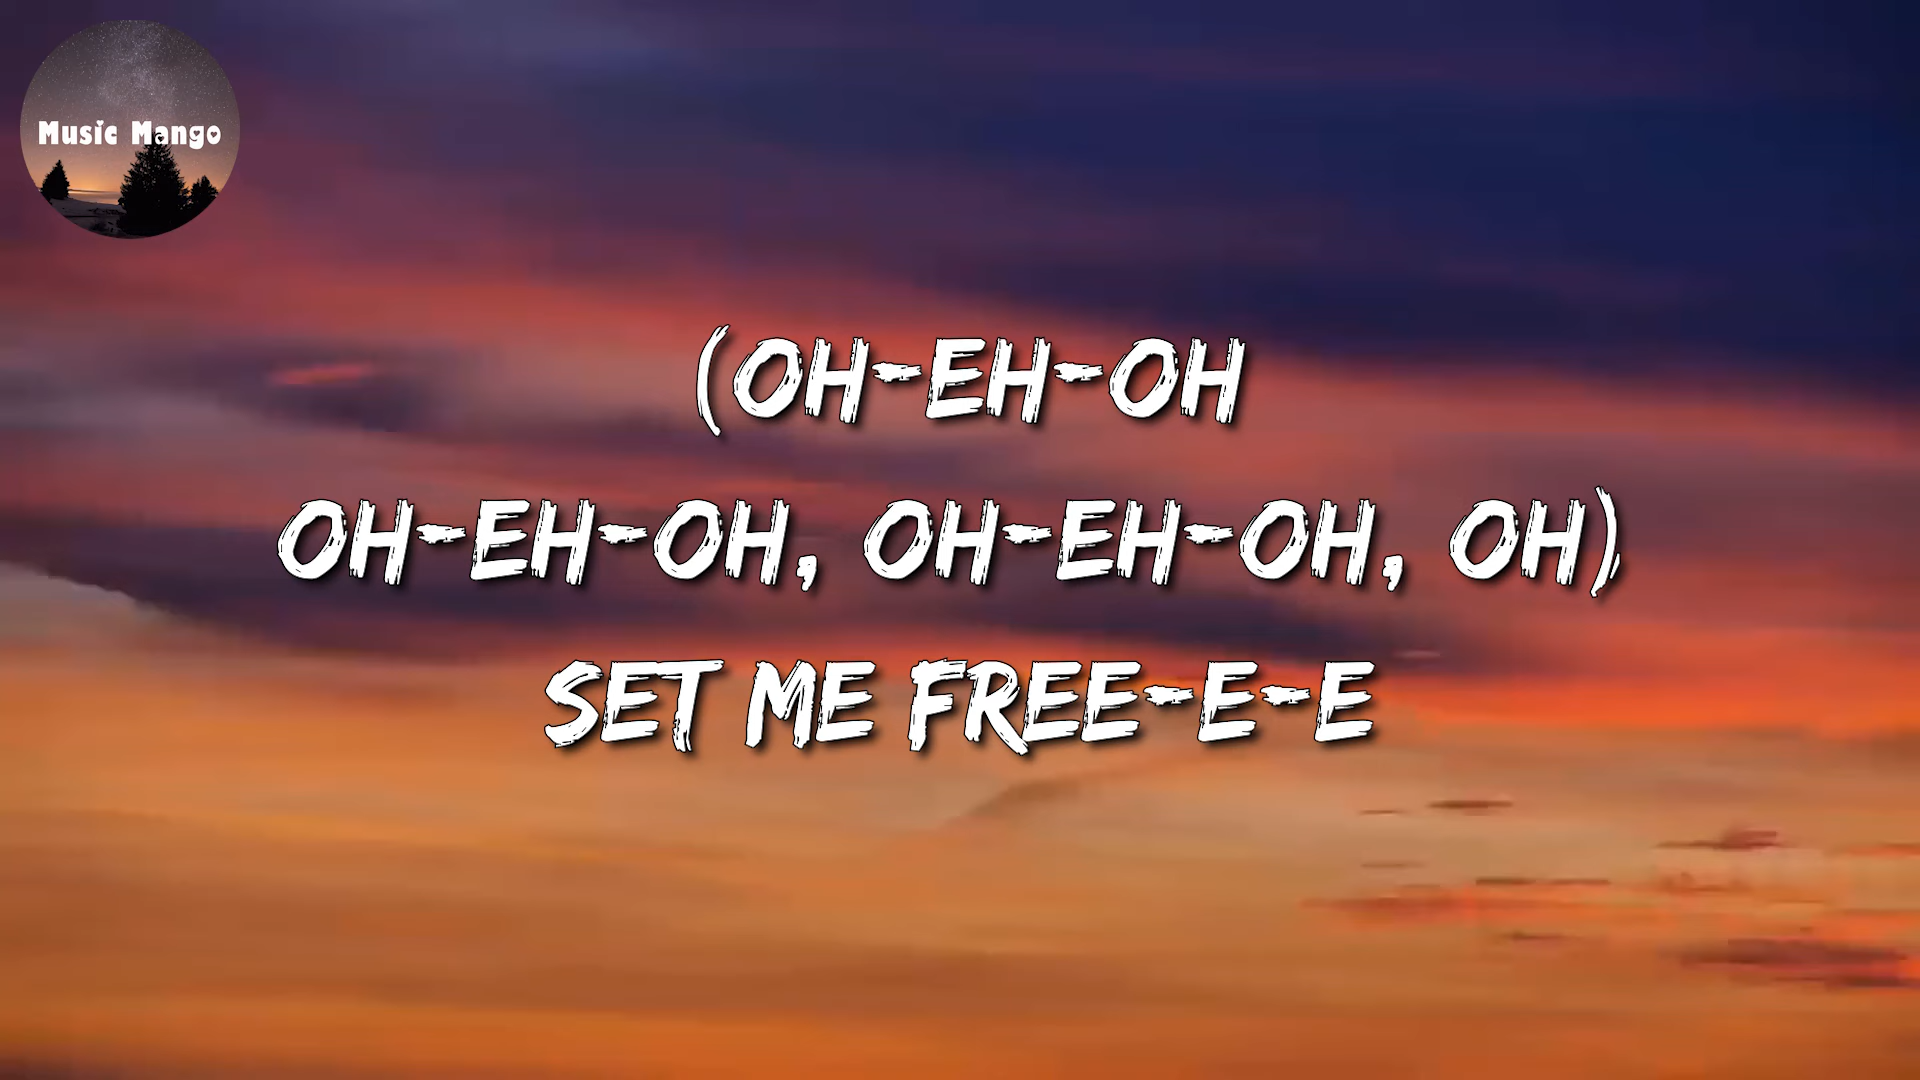 Music Mango
(OH-EH-OH
OH-EH-OH, OH-EH-OH, OH)
SET ME FREE-E-E